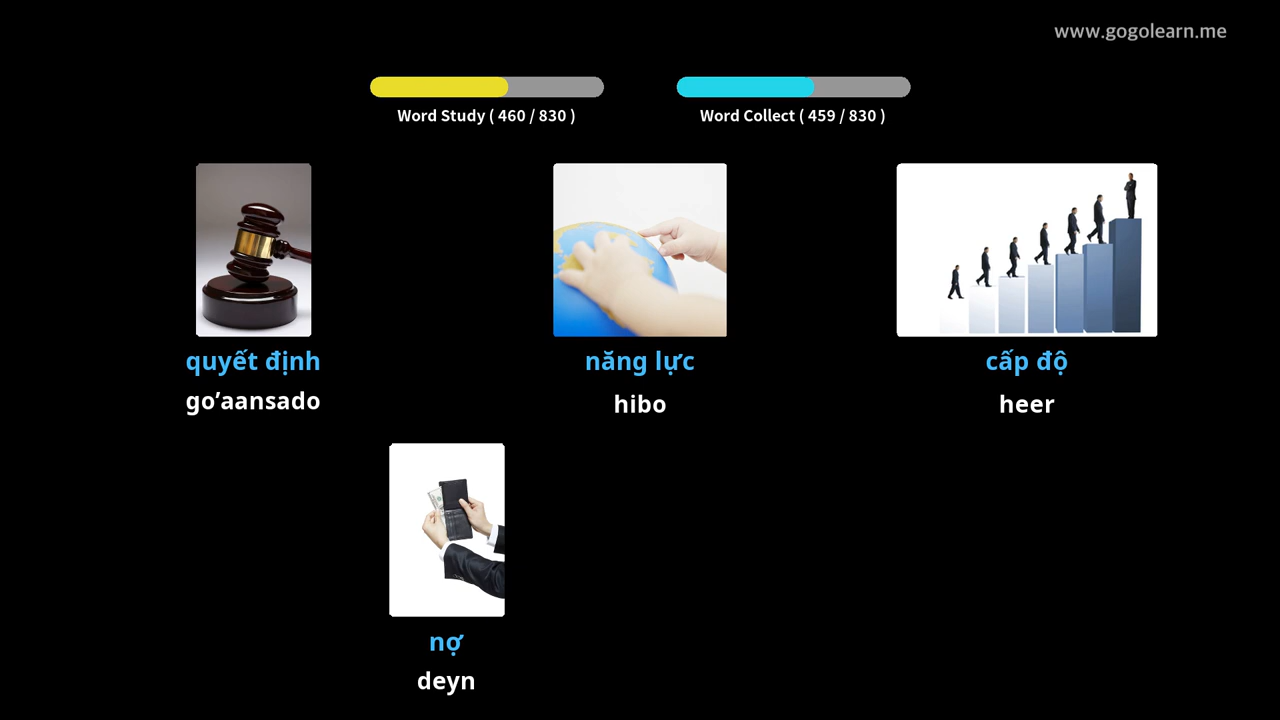 www.gogolearn.me
Word Study ( 460 / 830 )
Word Collect ( 459 / 830 )
quyết định
go’aansado
năng lực
hibo
cấp độ
heer
nợ
deyn